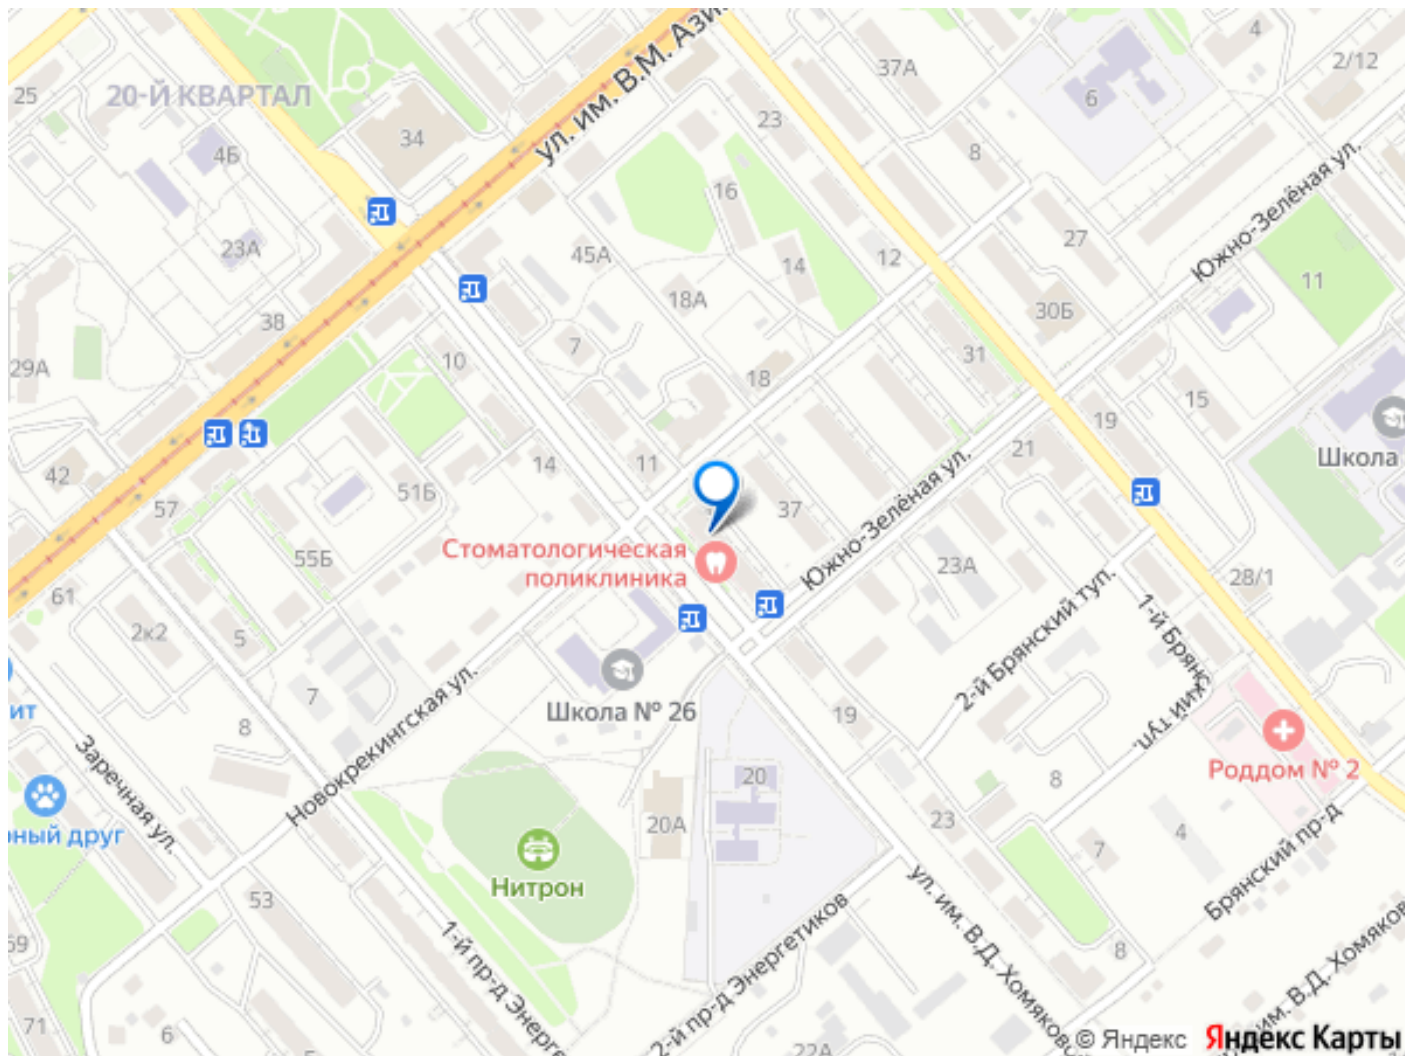 ул. им. В.М. Ази
4
2/12
37А
25
20-Й КВАРТАЛ
6
23
34
4Б
8
16
Южно-Зелёная ул.
27
23А
45А
12
14
11
18А
30Б
38
7
31
10
29А
18
15
19
21
11
14
Школа
42
51Б
57
37
Южно-Зелёная ул.
Стоматологическая
поликлиника
55Б
23А
28/1
61
2-й Брянский туп.
1-й Брянский туп.
2к2
5
7
Школа № 26
19
ит
8
Новокрекингская ул.
Роддом № 2
Заречная ул.
20
8
рный друг
20А
23
7
4
Брянский пр-д
Нитрон
53
ул. им. В.Д. Хомяково
2-й пр-д Энергетиков
1-й пр-д Энерге
69
8
им. В.Д. Хомяков
71
6
22А
© Яндекс
Яндекс Карты